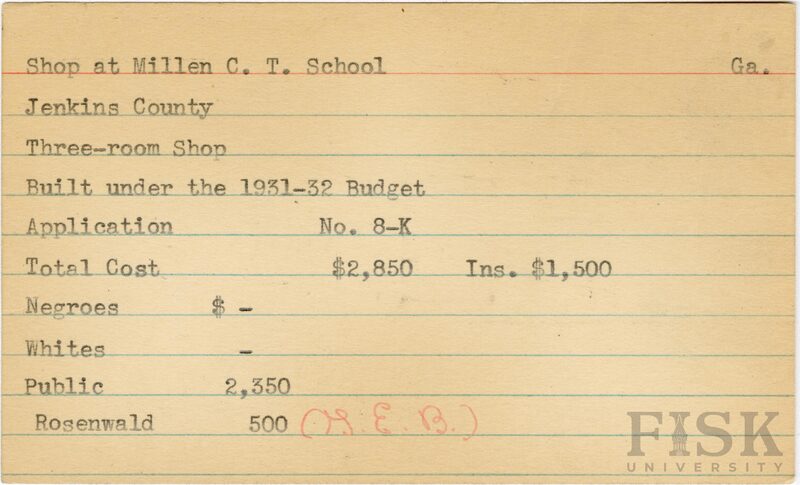 Shop at Millen C. T. School Ga.
Jenkins County
Three-room Shop
Built under the 1931-32 Budget
Application No. 8-K
Total Cost $2,850 Ins. $1,500
Negroes $ -
Whites -
Public 2,350
Rosenwald 500 (G. E. B.)
FISK
UNIVERSITY